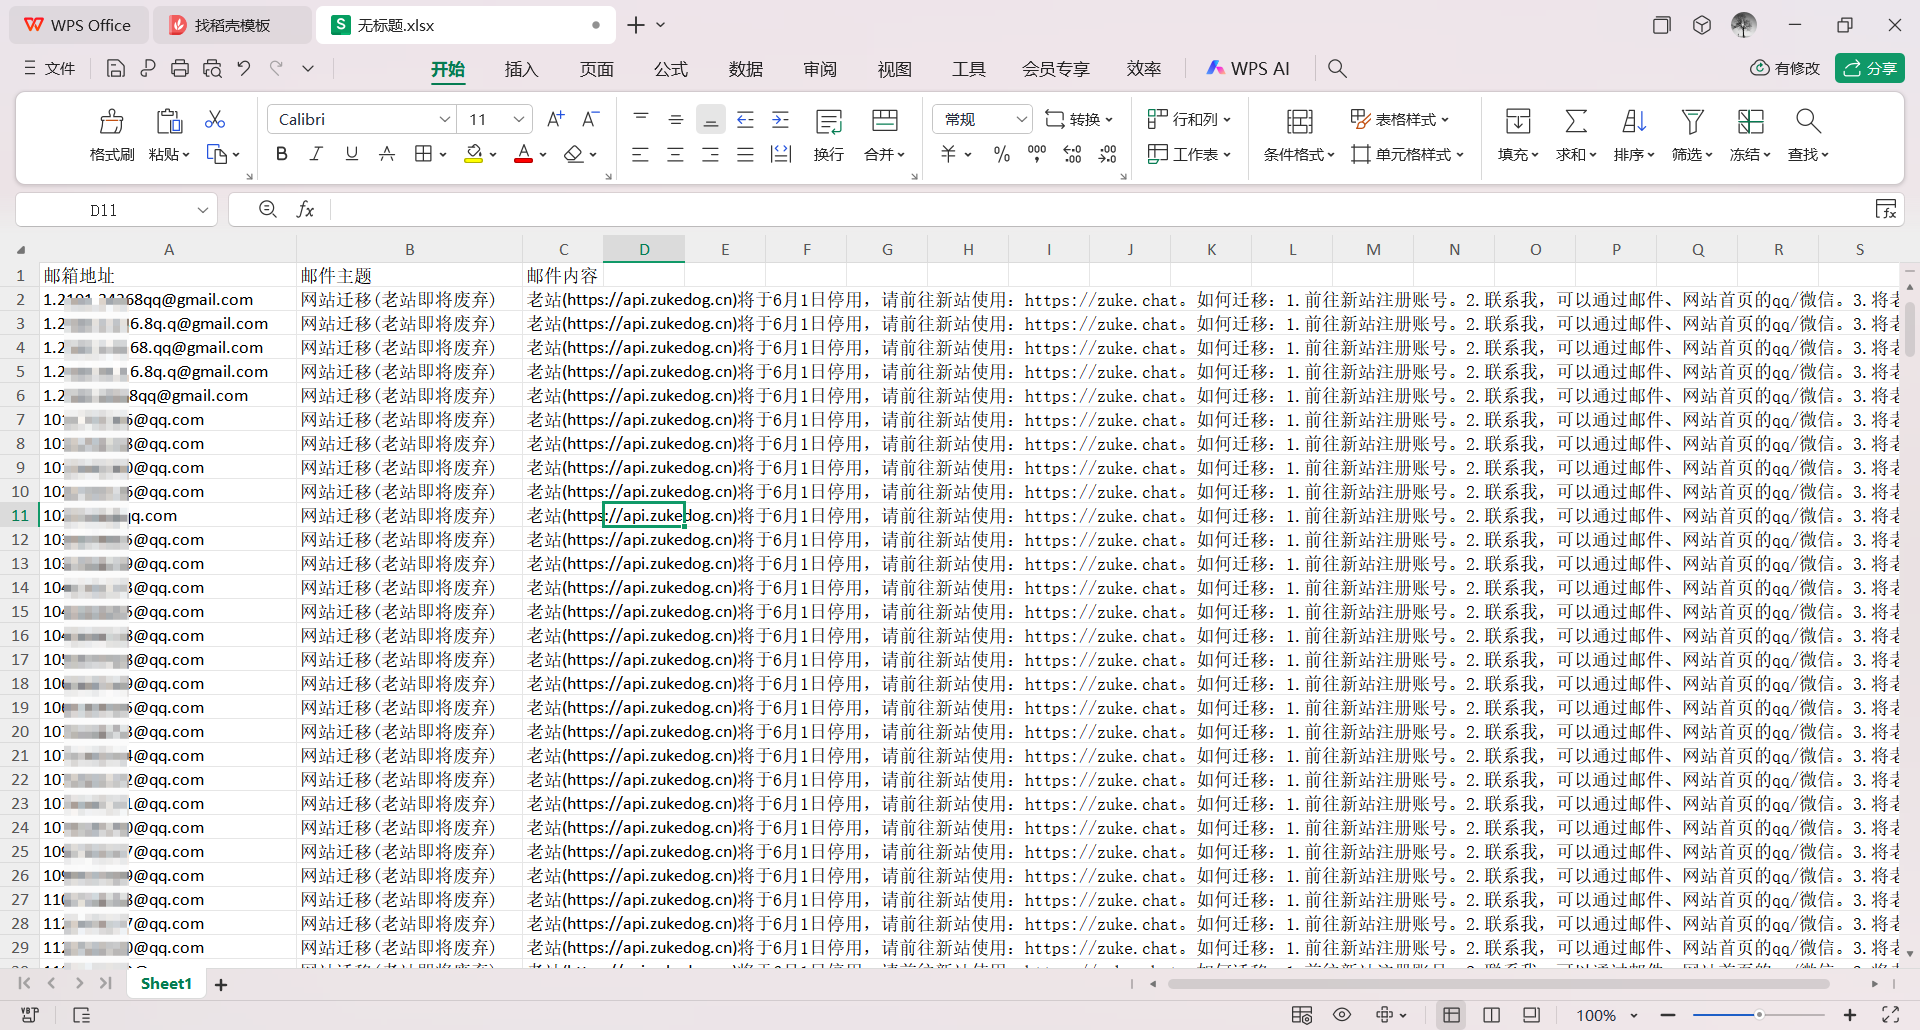 WPS Office 找稻壳模板 无标题.xlsx
文件 开始 插入 页面 公式 数据 审阅 视图 工具 会员专享 效率 WPS AI 有修改 分享
Calibri 11 A+ A- 常规 转换 行和列 表格样式
格式刷 粘贴 B I U A A 换行 合并 ¥ % 000 工作表 条件格式 单元格样式 填充 求和 排序 筛选 冻结 查找
D11 fx
A B C D E F G H I J K L M N O P Q R S
1 邮箱地址 邮件主题 邮件内容
2 68qq@gmail.com 网站迁移(老站即将废弃) 老站(https://api.zukedog.cn)将于6月1日停用，请前往新站使用：https://zuke.chat。如何迁移：1.前往新站注册账号。2.联系我，可以通过邮件、网站首页的qq/微信。3.将老
3 1.2 6.8q.q@gmail.com 网站迁移(老站即将废弃) 老站(https://api.zukedog.cn)将于6月1日停用，请前往新站使用：https://zuke.chat。如何迁移：1.前往新站注册账号。2.联系我，可以通过邮件、网站首页的qq/微信。3.将老
4 1.2 68.qq@gmail.com 网站迁移(老站即将废弃) 老站(https://api.zukedog.cn)将于6月1日停用，请前往新站使用：https://zuke.chat。如何迁移：1.前往新站注册账号。2.联系我，可以通过邮件、网站首页的qq/微信。3.将老
5 1.2 6.8q.q@gmail.com 网站迁移(老站即将废弃) 老站(https://api.zukedog.cn)将于6月1日停用，请前往新站使用：https://zuke.chat。如何迁移：1.前往新站注册账号。2.联系我，可以通过邮件、网站首页的qq/微信。3.将老
6 1.2 8qq@gmail.com 网站迁移(老站即将废弃) 老站(https://api.zukedog.cn)将于6月1日停用，请前往新站使用：https://zuke.chat。如何迁移：1.前往新站注册账号。2.联系我，可以通过邮件、网站首页的qq/微信。3.将老
7 101 @qq.com 网站迁移(老站即将废弃) 老站(https://api.zukedog.cn)将于6月1日停用，请前往新站使用：https://zuke.chat。如何迁移：1.前往新站注册账号。2.联系我，可以通过邮件、网站首页的qq/微信。3.将老
8 101 @qq.com 网站迁移(老站即将废弃) 老站(https://api.zukedog.cn)将于6月1日停用，请前往新站使用：https://zuke.chat。如何迁移：1.前往新站注册账号。2.联系我，可以通过邮件、网站首页的qq/微信。3.将老
9 101 @qq.com 网站迁移(老站即将废弃) 老站(https://api.zukedog.cn)将于6月1日停用，请前往新站使用：https://zuke.chat。如何迁移：1.前往新站注册账号。2.联系我，可以通过邮件、网站首页的qq/微信。3.将老
10 102 @qq.com 网站迁移(老站即将废弃) 老站(https://api.zukedog.cn)将于6月1日停用，请前往新站使用：https://zuke.chat。如何迁移：1.前往新站注册账号。2.联系我，可以通过邮件、网站首页的qq/微信。3.将老
11 102 q.com 网站迁移(老站即将废弃) 老站(https://api.zukedog.cn)将于6月1日停用，请前往新站使用：https://zuke.chat。如何迁移：1.前往新站注册账号。2.联系我，可以通过邮件、网站首页的qq/微信。3.将老
12 103 @qq.com 网站迁移(老站即将废弃) 老站(https://api.zukedog.cn)将于6月1日停用，请前往新站使用：https://zuke.chat。如何迁移：1.前往新站注册账号。2.联系我，可以通过邮件、网站首页的qq/微信。3.将老
13 103 @qq.com 网站迁移(老站即将废弃) 老站(https://api.zukedog.cn)将于6月1日停用，请前往新站使用：https://zuke.chat。如何迁移：1.前往新站注册账号。2.联系我，可以通过邮件、网站首页的qq/微信。3.将老
14 104 @qq.com 网站迁移(老站即将废弃) 老站(https://api.zukedog.cn)将于6月1日停用，请前往新站使用：https://zuke.chat。如何迁移：1.前往新站注册账号。2.联系我，可以通过邮件、网站首页的qq/微信。3.将老
15 104 @qq.com 网站迁移(老站即将废弃) 老站(https://api.zukedog.cn)将于6月1日停用，请前往新站使用：https://zuke.chat。如何迁移：1.前往新站注册账号。2.联系我，可以通过邮件、网站首页的qq/微信。3.将老
16 104 @qq.com 网站迁移(老站即将废弃) 老站(https://api.zukedog.cn)将于6月1日停用，请前往新站使用：https://zuke.chat。如何迁移：1.前往新站注册账号。2.联系我，可以通过邮件、网站首页的qq/微信。3.将老
17 105 @qq.com 网站迁移(老站即将废弃) 老站(https://api.zukedog.cn)将于6月1日停用，请前往新站使用：https://zuke.chat。如何迁移：1.前往新站注册账号。2.联系我，可以通过邮件、网站首页的qq/微信。3.将老
18 106 @qq.com 网站迁移(老站即将废弃) 老站(https://api.zukedog.cn)将于6月1日停用，请前往新站使用：https://zuke.chat。如何迁移：1.前往新站注册账号。2.联系我，可以通过邮件、网站首页的qq/微信。3.将老
19 106 @qq.com 网站迁移(老站即将废弃) 老站(https://api.zukedog.cn)将于6月1日停用，请前往新站使用：https://zuke.chat。如何迁移：1.前往新站注册账号。2.联系我，可以通过邮件、网站首页的qq/微信。3.将老
20 107 @qq.com 网站迁移(老站即将废弃) 老站(https://api.zukedog.cn)将于6月1日停用，请前往新站使用：https://zuke.chat。如何迁移：1.前往新站注册账号。2.联系我，可以通过邮件、网站首页的qq/微信。3.将老
21 107 @qq.com 网站迁移(老站即将废弃) 老站(https://api.zukedog.cn)将于6月1日停用，请前往新站使用：https://zuke.chat。如何迁移：1.前往新站注册账号。2.联系我，可以通过邮件、网站首页的qq/微信。3.将老
22 107 @qq.com 网站迁移(老站即将废弃) 老站(https://api.zukedog.cn)将于6月1日停用，请前往新站使用：https://zuke.chat。如何迁移：1.前往新站注册账号。2.联系我，可以通过邮件、网站首页的qq/微信。3.将老
23 107 @qq.com 网站迁移(老站即将废弃) 老站(https://api.zukedog.cn)将于6月1日停用，请前往新站使用：https://zuke.chat。如何迁移：1.前往新站注册账号。2.联系我，可以通过邮件、网站首页的qq/微信。3.将老
24 107 @qq.com 网站迁移(老站即将废弃) 老站(https://api.zukedog.cn)将于6月1日停用，请前往新站使用：https://zuke.chat。如何迁移：1.前往新站注册账号。2.联系我，可以通过邮件、网站首页的qq/微信。3.将老
25 109 @qq.com 网站迁移(老站即将废弃) 老站(https://api.zukedog.cn)将于6月1日停用，请前往新站使用：https://zuke.chat。如何迁移：1.前往新站注册账号。2.联系我，可以通过邮件、网站首页的qq/微信。3.将老
26 109 @qq.com 网站迁移(老站即将废弃) 老站(https://api.zukedog.cn)将于6月1日停用，请前往新站使用：https://zuke.chat。如何迁移：1.前往新站注册账号。2.联系我，可以通过邮件、网站首页的qq/微信。3.将老
27 110 @qq.com 网站迁移(老站即将废弃) 老站(https://api.zukedog.cn)将于6月1日停用，请前往新站使用：https://zuke.chat。如何迁移：1.前往新站注册账号。2.联系我，可以通过邮件、网站首页的qq/微信。3.将老
28 112 @qq.com 网站迁移(老站即将废弃) 老站(https://api.zukedog.cn)将于6月1日停用，请前往新站使用：https://zuke.chat。如何迁移：1.前往新站注册账号。2.联系我，可以通过邮件、网站首页的qq/微信。3.将老
29 112 @qq.com 网站迁移(老站即将废弃) 老站(https://api.zukedog.cn)将于6月1日停用，请前往新站使用：https://zuke.chat。如何迁移：1.前往新站注册账号。2.联系我，可以通过邮件、网站首页的qq/微信。3.将老
Sheet1
100%